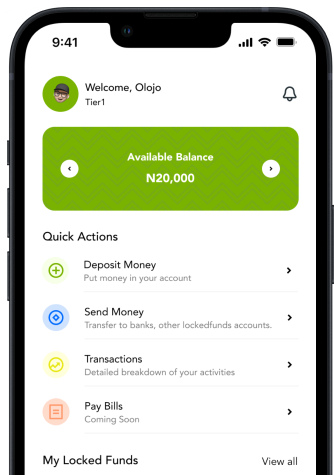 9:41
Welcome, Olojo
Tier1
Available Balance
N20,000
Quick Actions
Deposit Money
Put money in your account
Send Money
Transfer to banks, other lockedfunds accounts.
Transactions
Detailed breakdown of your activities
Pay Bills
Coming Soon
My Locked Funds
View all